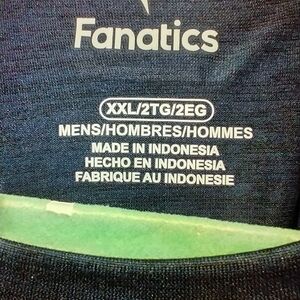 Fanatics
XXL/2TG/2EG
MENS/HOMBRES/HOMMES
MADE IN INDONESIA
HECHO EN INDONESIA
FABRIQUE AU INDONESIE